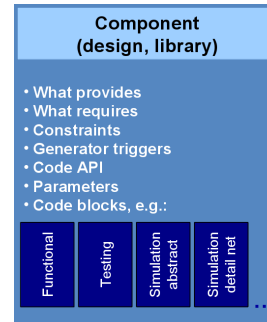 Component
(design, library)
• What provides
• What requires
• Constraints
• Generator triggers
• Code API
• Parameters
• Code blocks, e.g.:
Functional
Testing
Simulation
abstract
Simulation
detail net
...